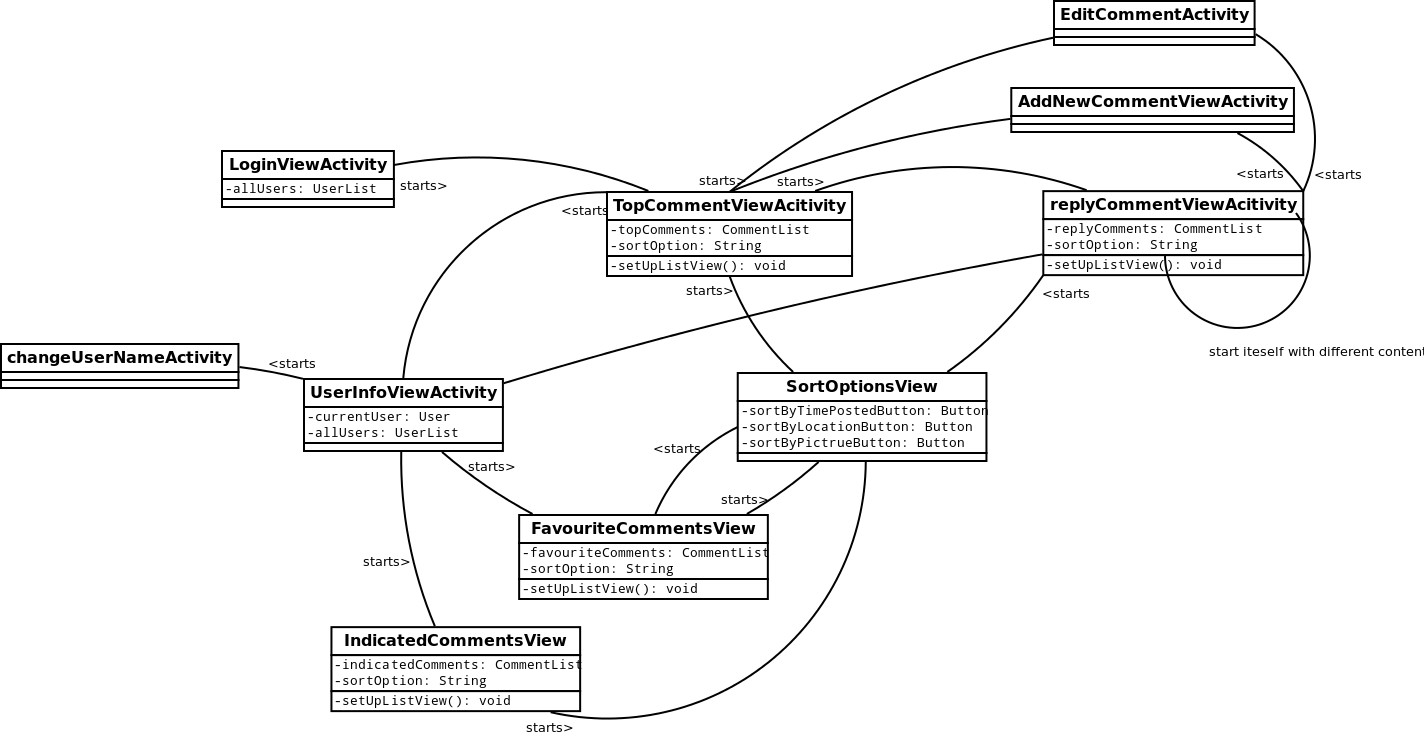 EditCommentActivity
AddNewCommentViewActivity
LoginViewActivity
-allUsers: UserList
starts>
starts>
starts>
<starts
<starts
<starts
TopCommentViewAcitivity
-topComments: CommentList
-sortOption: String
-setUpListView(): void
starts>
replyCommentViewAcitivity
-replyComments: CommentList
-sortOption: String
-setUpListView(): void
<starts
start iteself with different content
changeUserNameActivity
<starts
UserInfoViewActivity
-currentUser: User
-allUsers: UserList
SortOptionsView
-sortByTimePostedButton: Button
-sortByLocationButton: Button
-sortByPictrueButton: Button
<starts
starts>
starts>
FavouriteCommentsView
-favouriteComments: CommentList
-sortOption: String
-setUpListView(): void
starts>
IndicatedCommentsView
-indicatedComments: CommentList
-sortOption: String
-setUpListView(): void
starts>